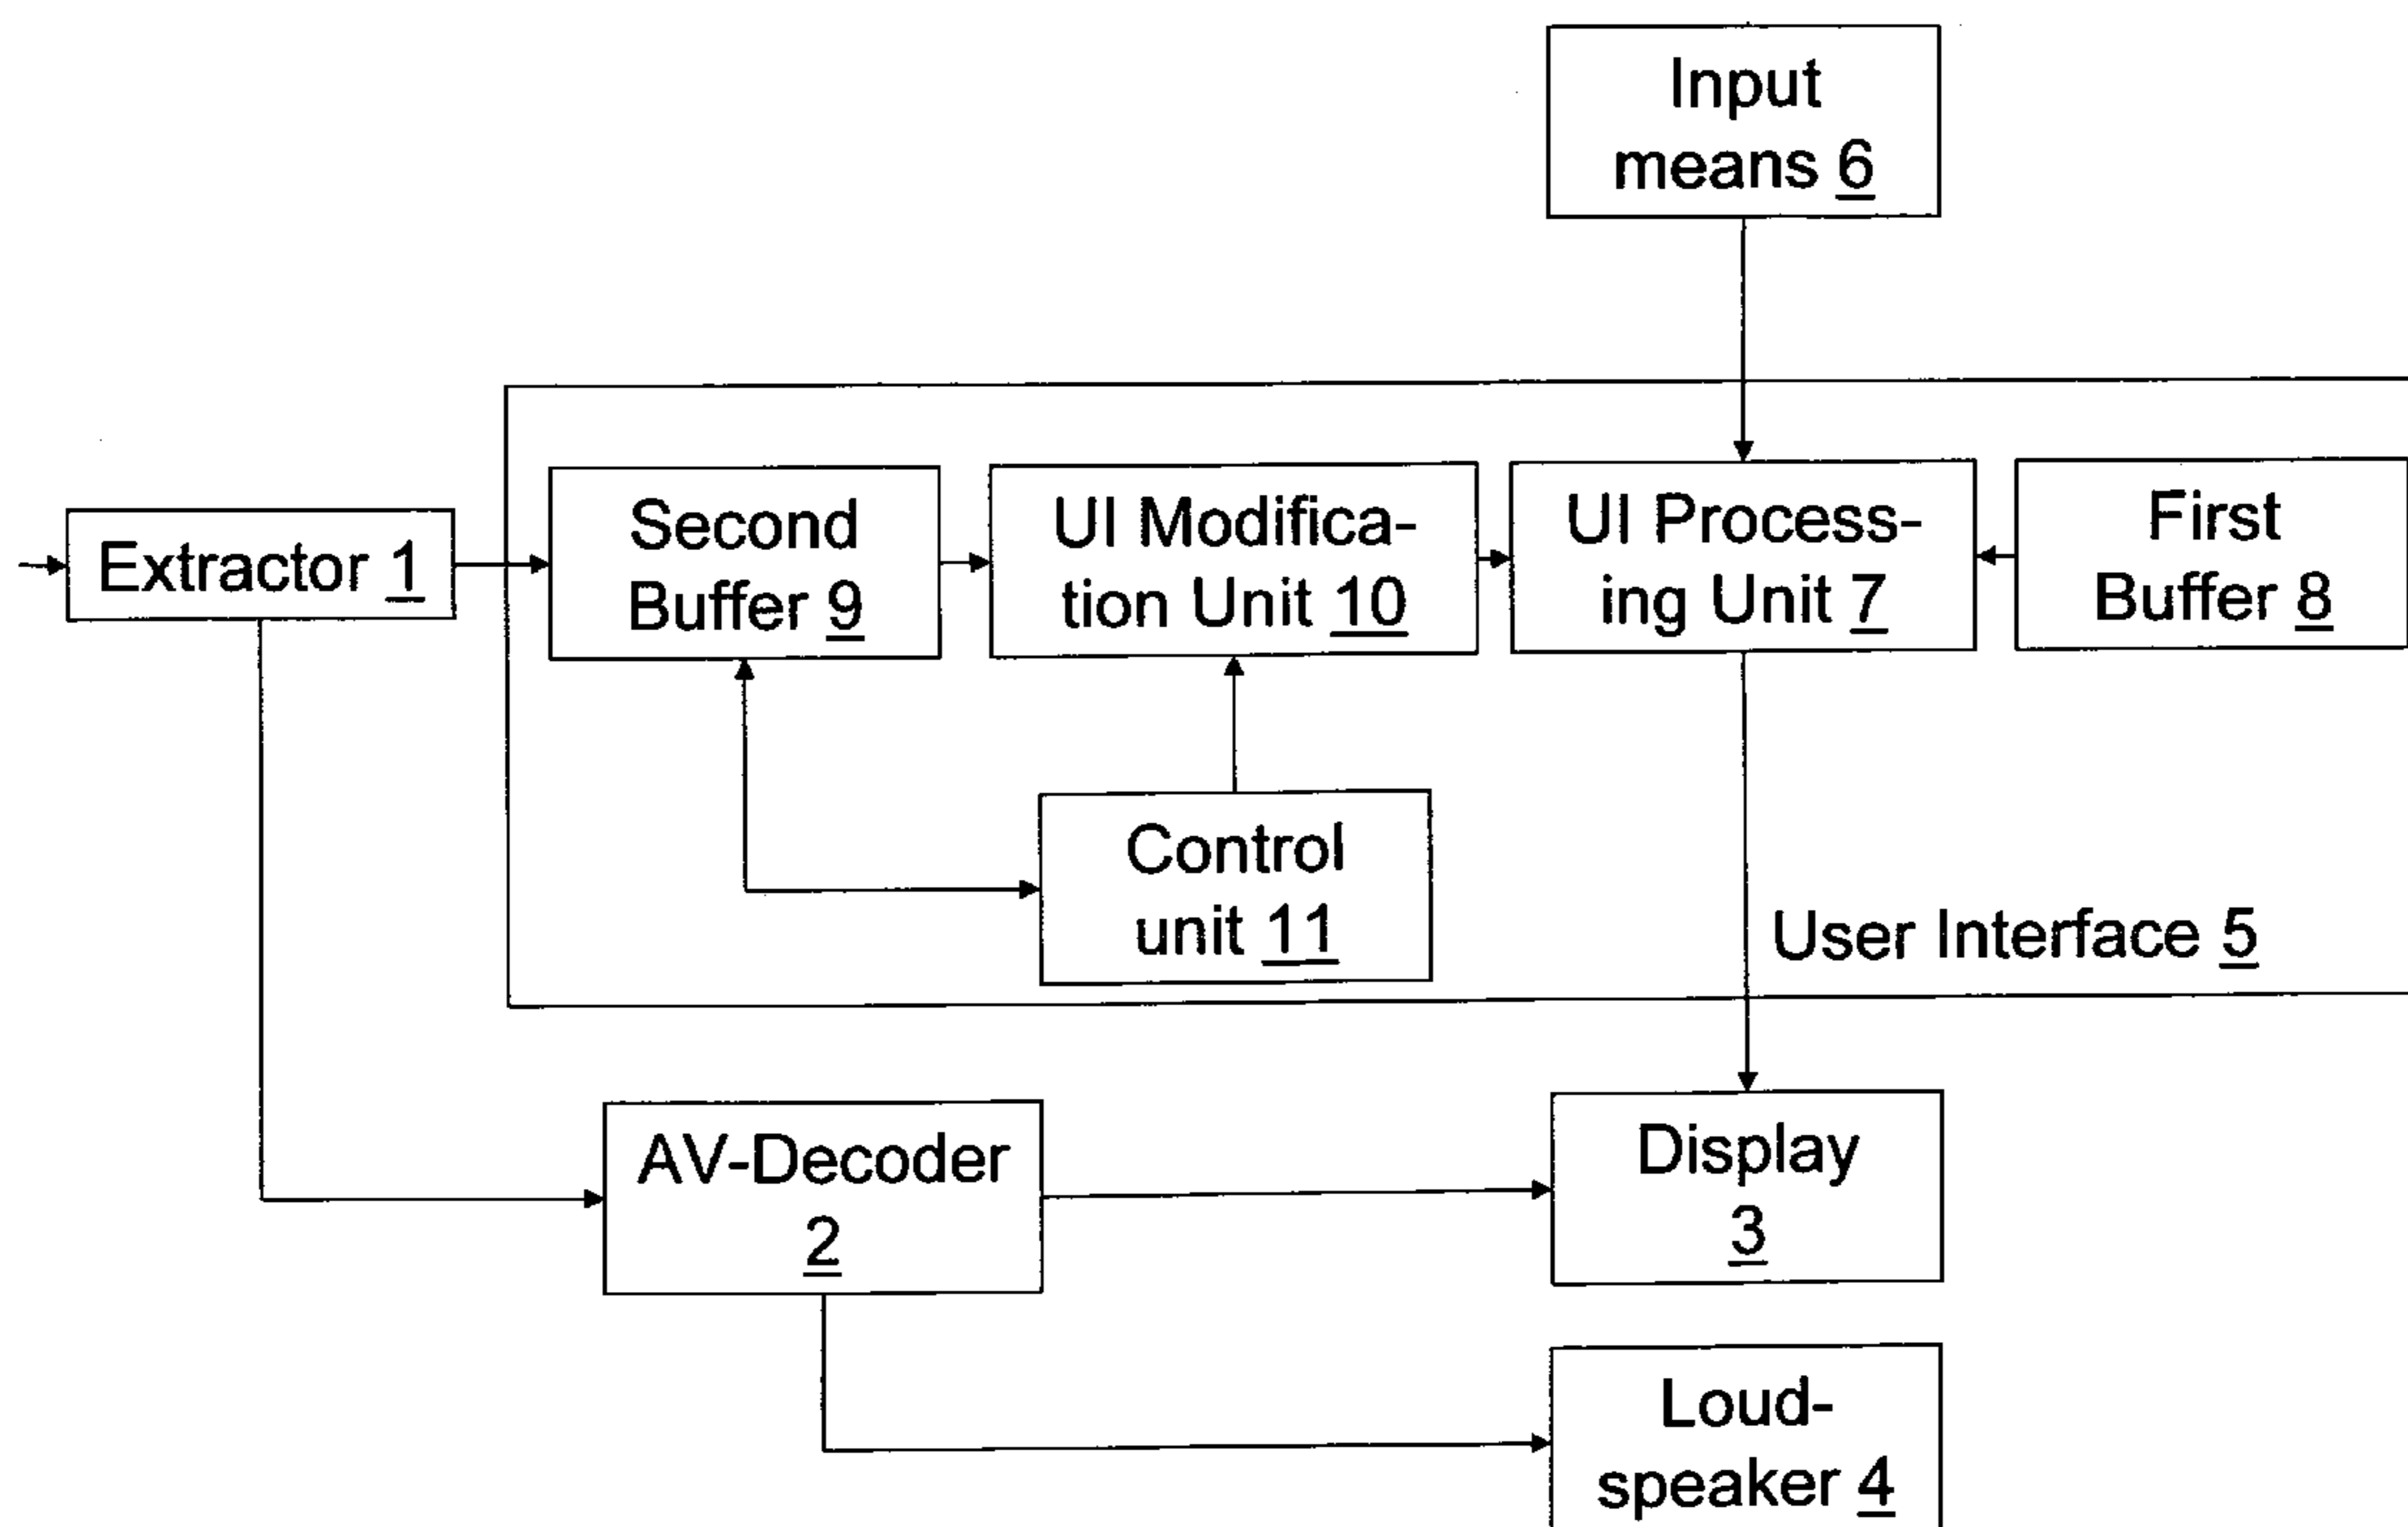 Input
means 6
Extractor 1
Second
Buffer 9
UI Modifica-
tion Unit 10
UI Process-
ing Unit 7
First
Buffer 8
Control
unit 11
User Interface 5
AV-Decoder
2
Display
3
Loud-
speaker 4